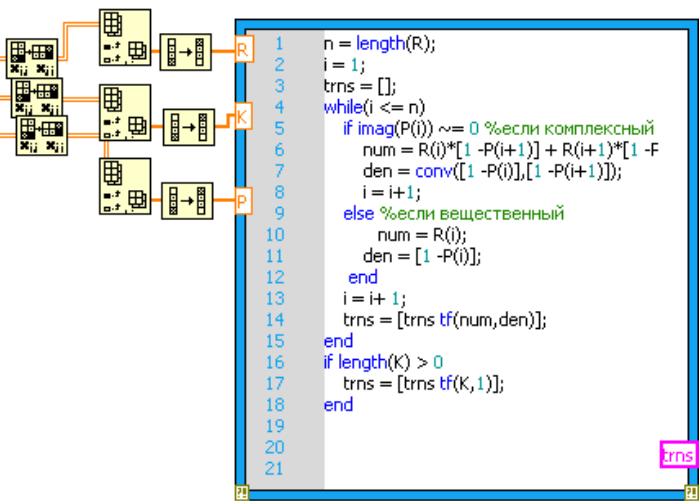 R
K
P
1 n = length(R);
2 i = 1;
3 trns = [];
4 while(i <= n)
5 if imag(P(i)) ~= 0 %если комплексный
6 num = R(i)*[1 -P(i+1)] + R(i+1)*[1 -P
7 den = conv([1 -P(i)],[1 -P(i+1)]);
8 i = i+1;
9 else %если вещественный
10 num = R(i);
11 den = [1 -P(i)];
12 end
13 i = i+ 1;
14 trns = [trns tf(num,den)];
15 end
16 if length(K) > 0
17 trns = [trns tf(K,1)];
18 end
19
20
21
trns